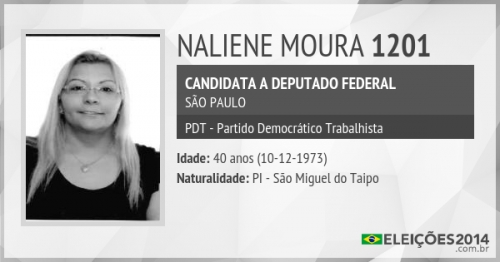 NALIENE MOURA 1201
CANDIDATA A DEPUTADO FEDERAL
SÃO PAULO
PDT - Partido Democrático Trabalhista
Idade: 40 anos (10-12-1973)
Naturalidade: PI - São Miguel do Taipo
ELEIÇÕES2014
.com.br